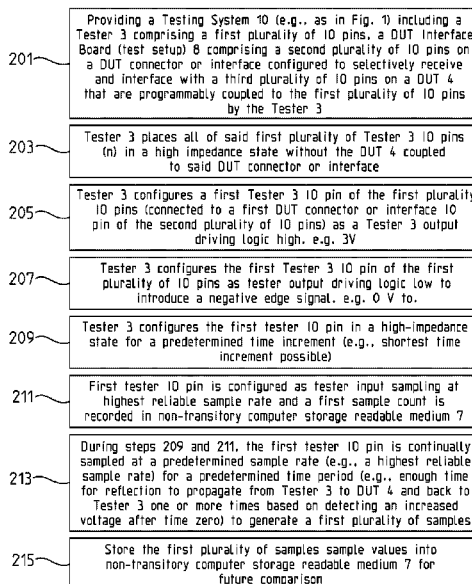 201
Providing a Testing System 10 (e.g., as in Fig. 1) including a
Tester 3 comprising a first plurality of IO pins, a DUT Interface
Board (test setup) 8 comprising a second plurality of IO pins on
a DUT connector or interface configured to selectively receive
and interface with a third plurality of IO pins on a DUT 4
that are programmably coupled to the first plurality of IO pins
by the Tester 3
203
Tester 3 places all of said first plurality of Tester 3 IO pins
(n) in a high impedance state without the DUT 4 coupled
to said DUT connector or interface
205
Tester 3 configures a first Tester 3 IO pin of the first plurality
IO pins (connected to a first DUT connector or interface IO
pin of the second plurality of IO pins) as a Tester 3 output
driving logic high. e.g. 3V
207
Tester 3 configures the first Tester 3 IO pin of the first
plurality of IO pins as tester output driving logic low to
introduce a negative edge signal. e.g. 0 V to.
209
Tester 3 configures the first tester IO pin in a high-impedance
state for a predetermined time increment (e.g., shortest time
increment possible)
211
First tester IO pin is configured as tester input sampling at
highest reliable sample rate and a first sample count is
recorded in non-transitory computer storage readable medium 7
213
During steps 209 and 211, the first tester IO pin is continually
sampled at a predetermined sample rate (e.g., a highest reliable
sample rate) for a predetermined time period (e.g., enough time
for reflection to propagate from Tester 3 to DUT 4 and back to
Tester 3 one or more times based on detecting an increased
voltage after time zero) to generate a first plurality of samples
215
Store the first plurality of samples sample values into
non-transitory computer storage readable medium 7 for
future comparison